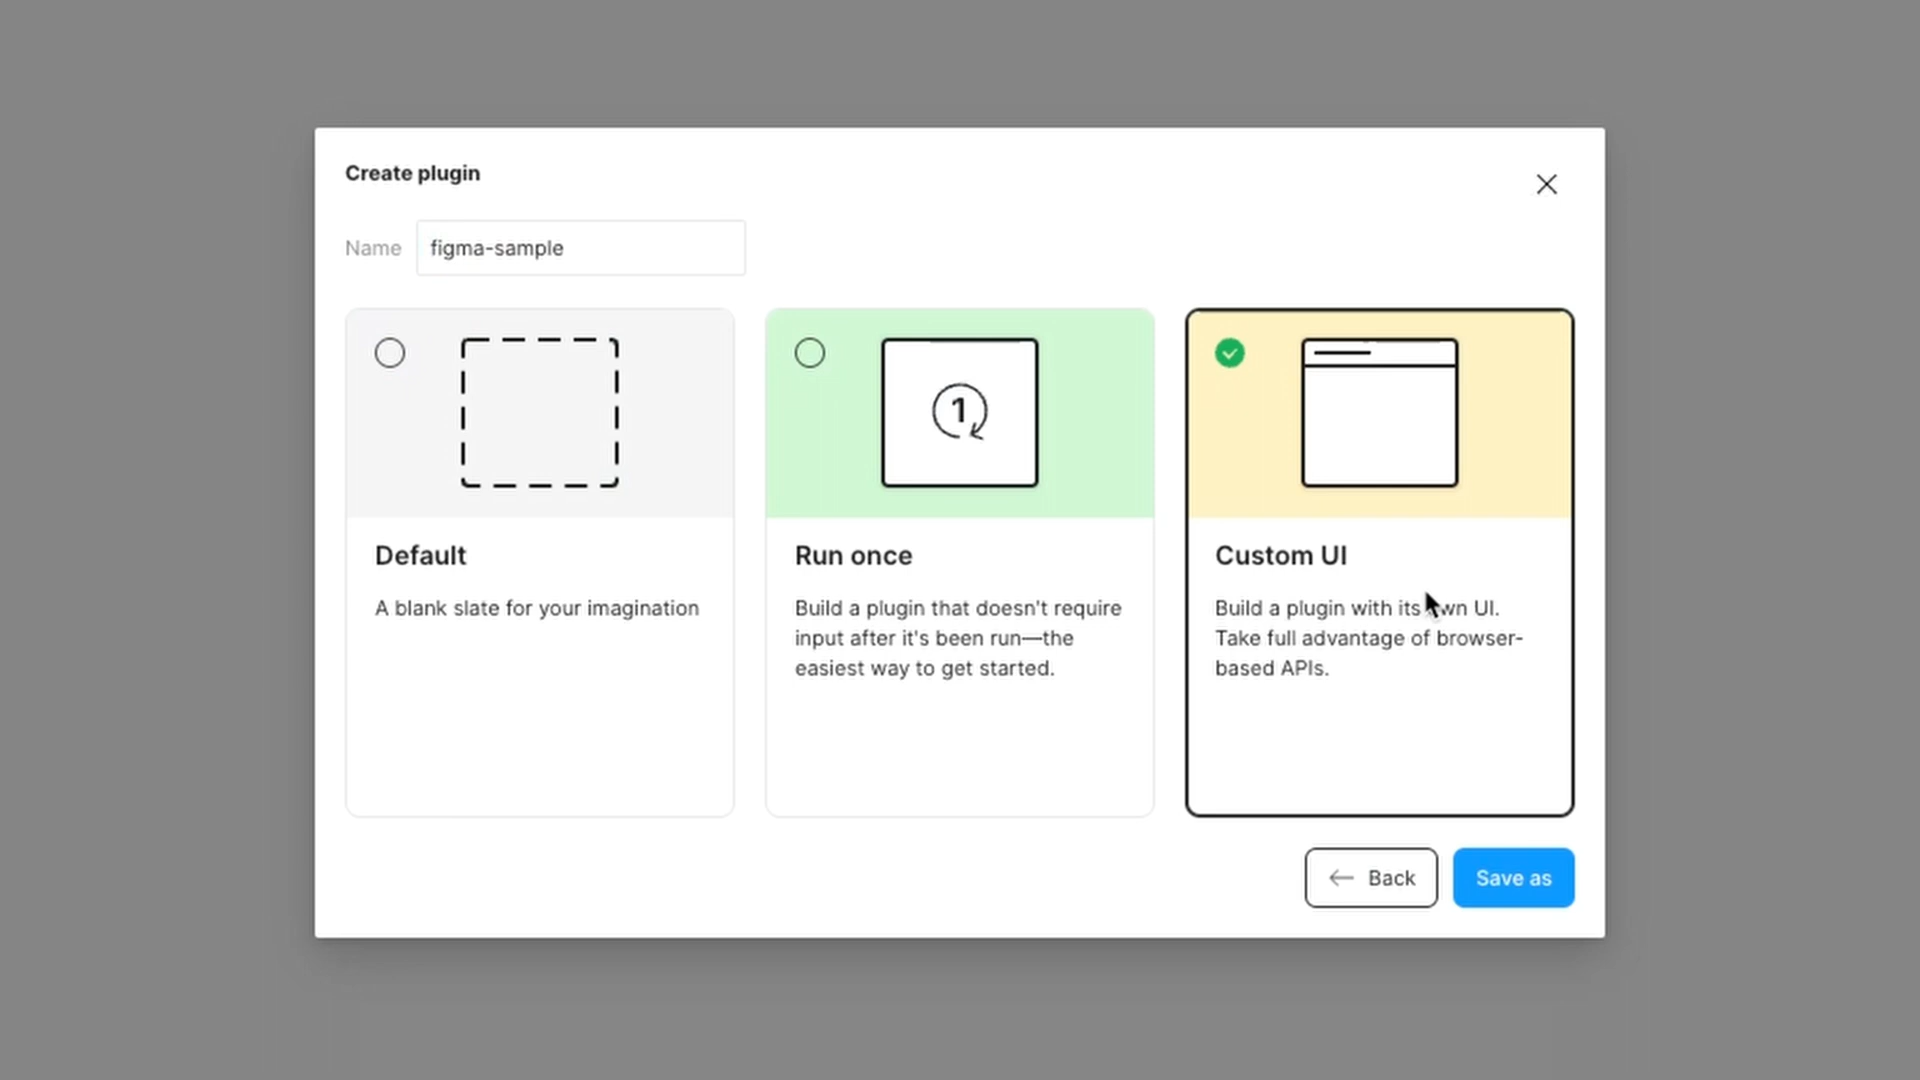 Create plugin
Name
figma-sample
1
Default
A blank slate for your imagination
Run once
Build a plugin that doesn't require
input after it's been run—the
easiest way to get started.
Custom UI
Build a plugin with its wn UI.
Take full advantage of browser-
based APIs.
Back
Save as